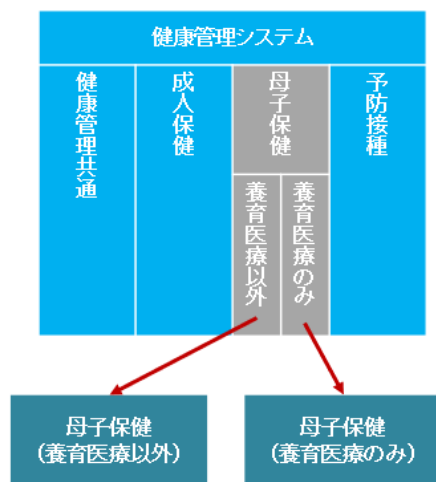 健康管理システム
健康管理共通
成人保健
母子保健
予防接種
養育医療以外
養育医療のみ
母子保健
(養育医療以外)
母子保健
(養育医療のみ)